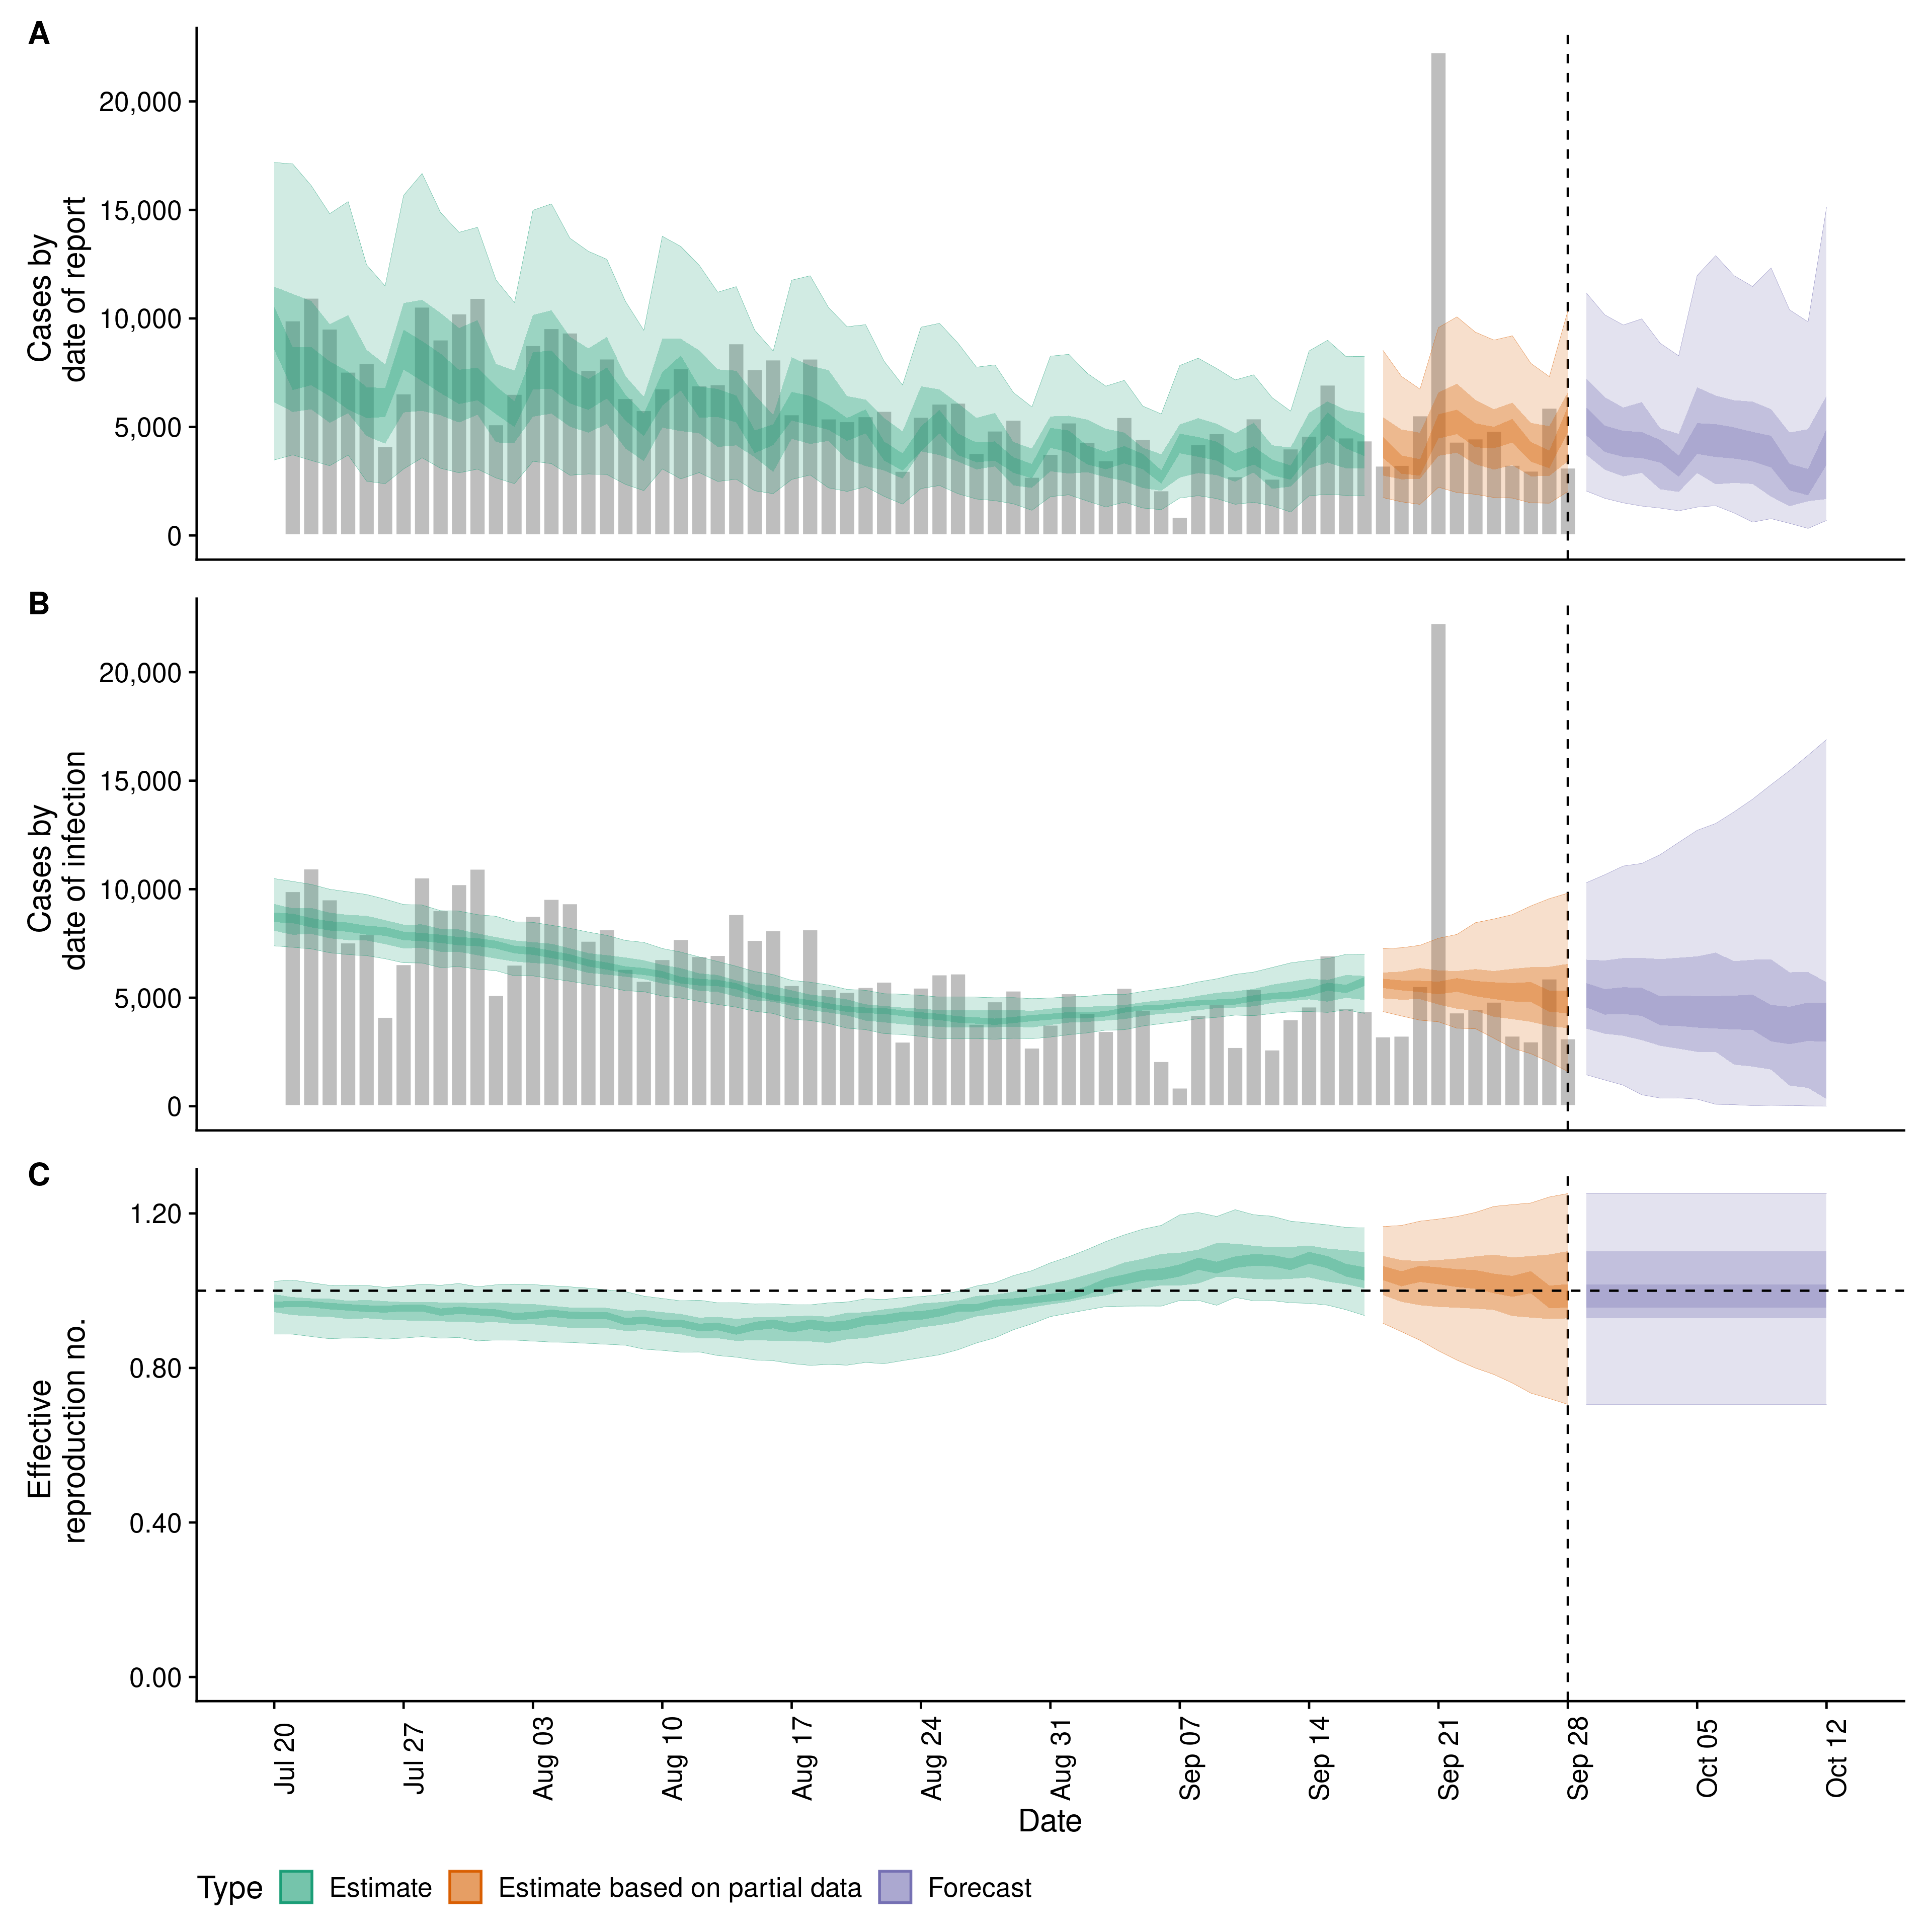 A
Cases by
date of report
20,000
15,000
10,000
5,000
0
B
Cases by
date of infection
20,000
15,000
10,000
5,000
0
C
Effective
reproduction no.
1.20
0.80
0.40
0.00
Jul 20
Jul 27
Aug 03
Aug 10
Aug 17
Aug 24
Aug 31
Sep 07
Sep 14
Sep 21
Sep 28
Oct 05
Oct 12
Date
Type Estimate Estimate based on partial data Forecast